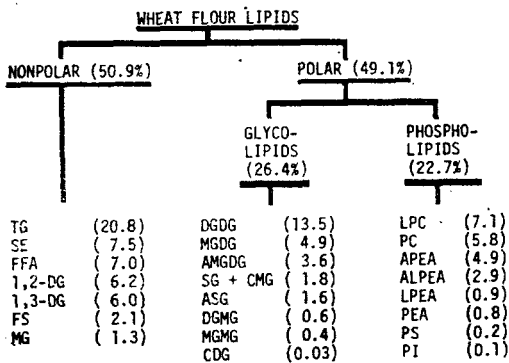 WHEAT FLOUR LIPIDS
NONPOLAR (50.9%)
POLAR (49.1%)
GLYCO-
LIPIDS
(26.4%)
PHOSPHO-
LIPIDS
(22.7%)
TG (20.8)
SE ( 7.5)
FFA ( 7.0)
1,2-DG ( 6.2)
1,3-DG ( 6.0)
FS ( 2.1)
MG ( 1.3)
DGDG (13.5)
MGDG ( 4.9)
AMGDG ( 3.6)
SG + CMG ( 1.8)
ASG ( 1.6)
DGMG ( 0.6)
MGMG ( 0.4)
CDG (0.03)
LPC (7.1)
PC (5.8)
APEA (4.9)
ALPEA (2.9)
LPEA (0.9)
PEA (0.8)
PS (0.2)
PI (0.1)